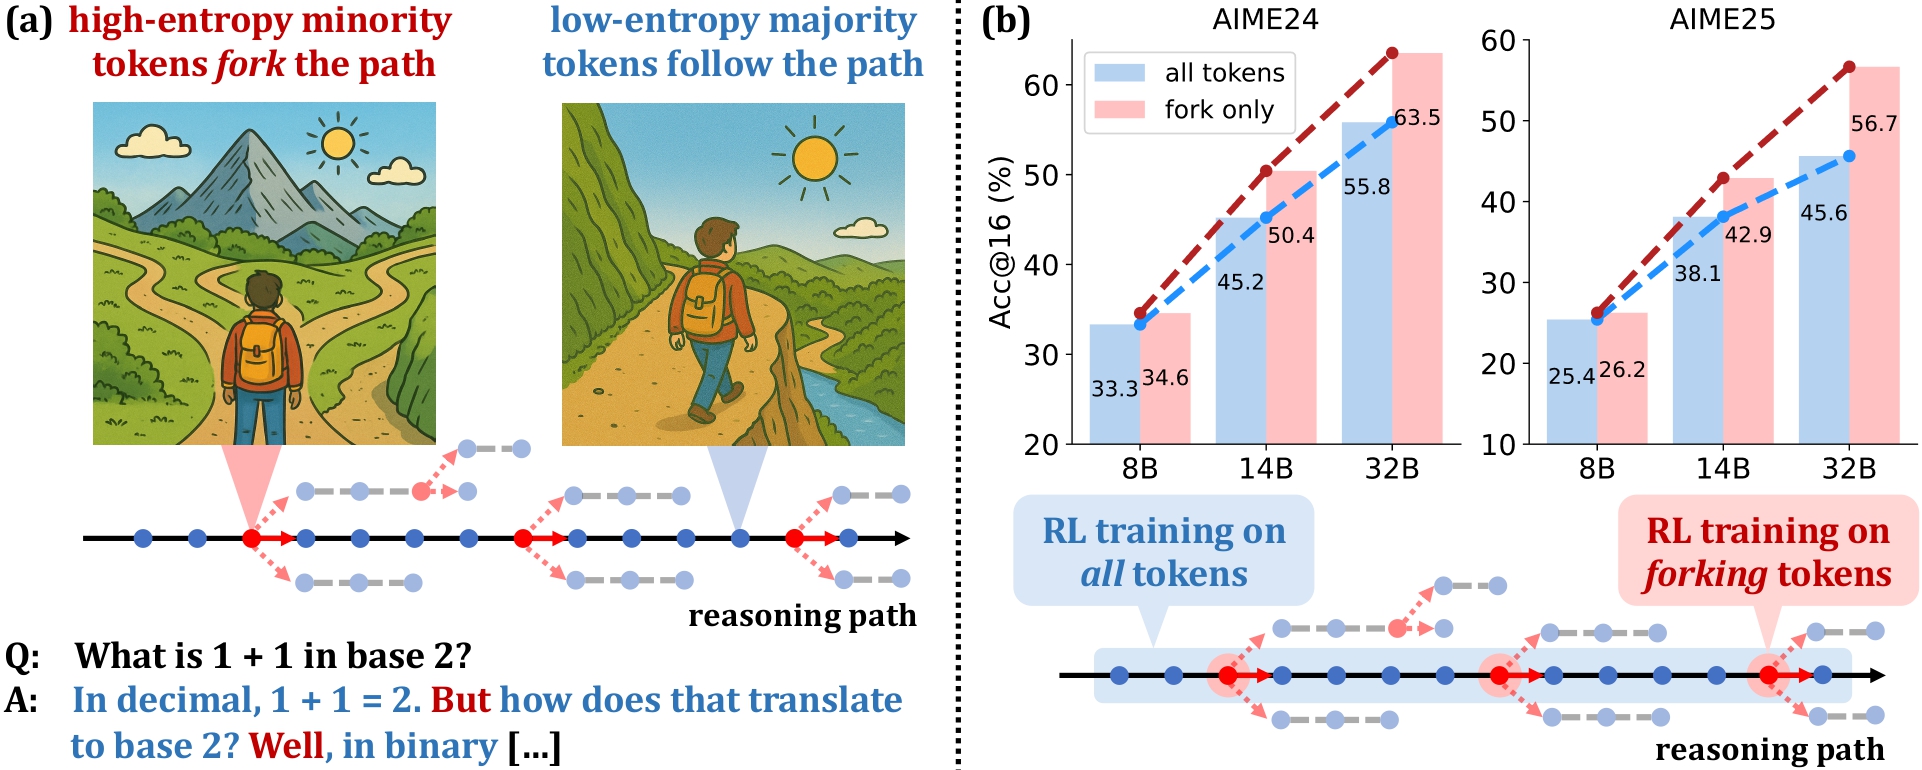 (a) high-entropy minority
tokens fork the path
low-entropy majority
tokens follow the path
reasoning path
Q: What is 1 + 1 in base 2?
A: In decimal, 1 + 1 = 2. But how does that translate
to base 2? Well, in binary [...]
(b)
AIME24
all tokens
fork only
Acc@16 (%)
60
50
40
30
20
33.3
34.6
45.2
50.4
55.8
63.5
8B 14B 32B
AIME25
60
50
40
30
20
10
25.4
26.2
38.1
42.9
45.6
56.7
8B 14B 32B
RL training on
all tokens
RL training on
forking tokens
reasoning path